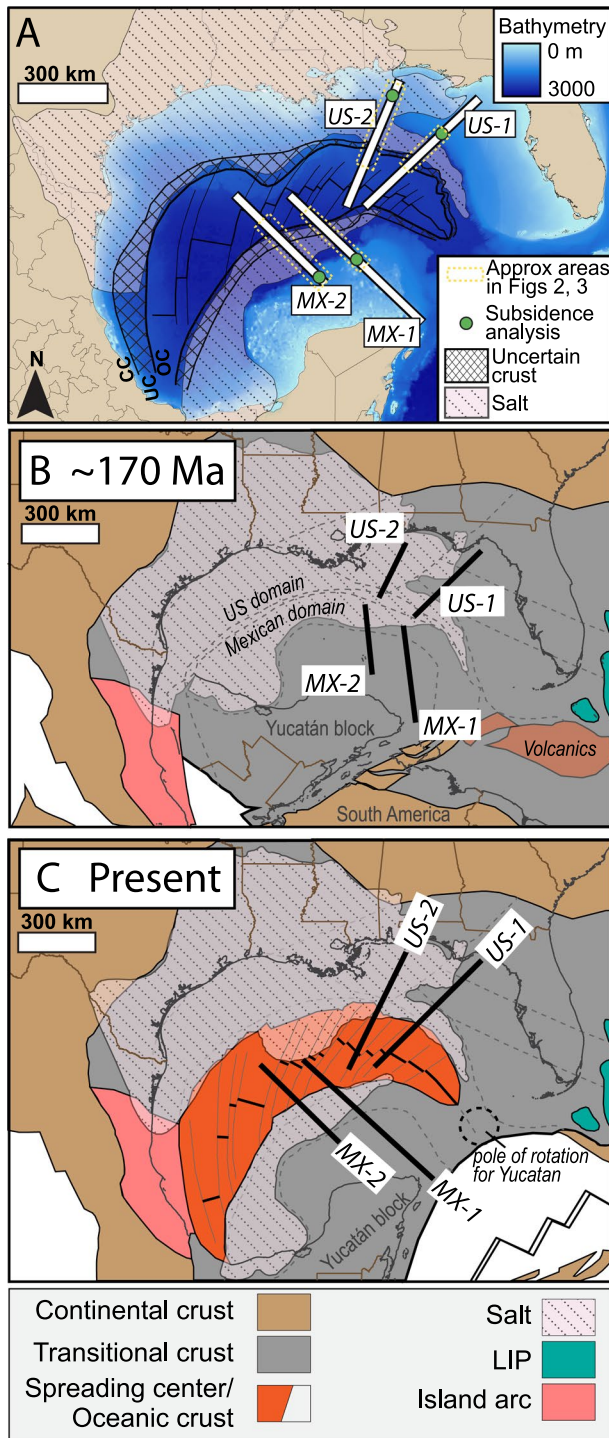 A
300 km
Bathymetry
0 m
3000
US-2
US-1
MX-2
MX-1
CC
UC
OC
N
Approx areas
in Figs 2, 3
Subsidence
analysis
Uncertain
crust
Salt
B ~170 Ma
300 km
US-2
US domain
Mexican domain
US-1
MX-2
Yucatán block
MX-1
Volcanics
South America
C Present
300 km
US-2
US-1
MX-2
MX-1
pole of rotation
for Yucatan
Yucatán block
Continental crust
Transitional crust
Spreading center/
Oceanic crust
Salt
LIP
Island arc